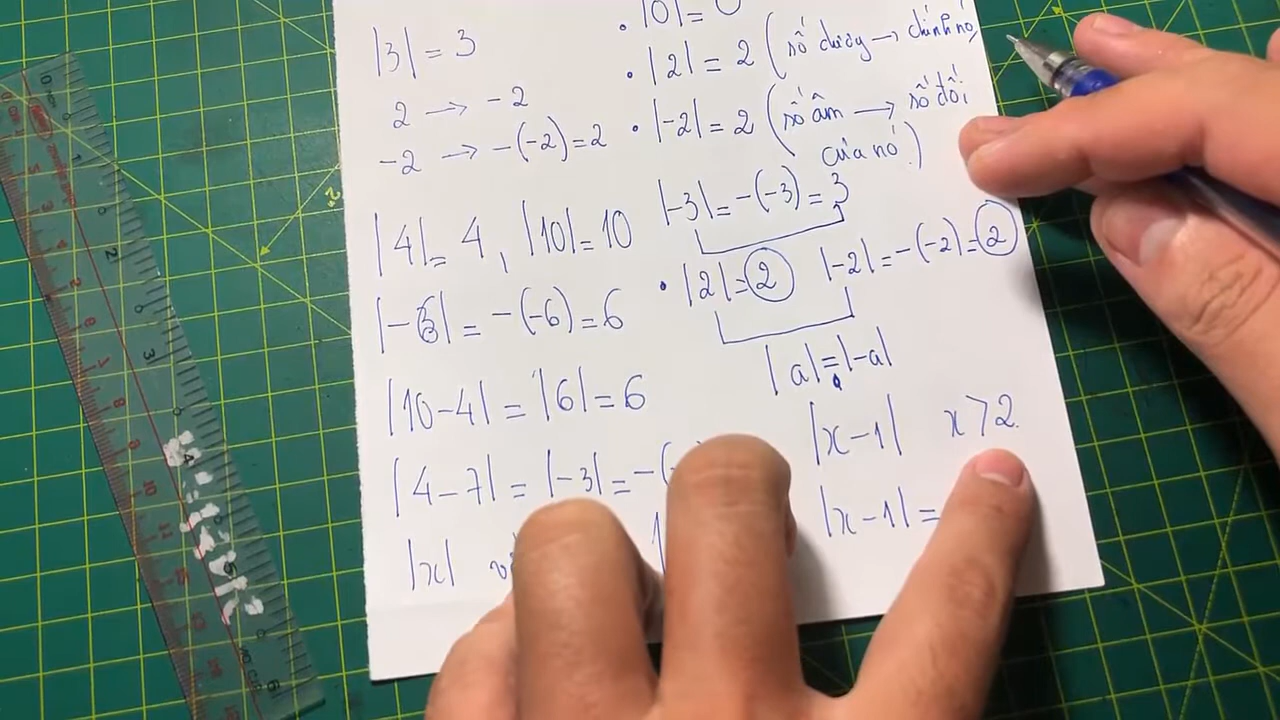 |3| = 3
2 → -2
-2 → -(-2) = 2
|4| = 4, |10| = 10
|-6| = -(-6) = 6
|10-4| = |6| = 6
|4-7| = |-3| = -(-
|x|
• |0| = 0
• |2| = 2 (số dương → chính nó)
• |-2| = 2 (số âm → số đối
của nó)
|-3| = -(-3) = 3
• |2| = 2 |-2| = -(-2) = 2
|a| = |-a|
|x-1| x > 2
|x-1| =